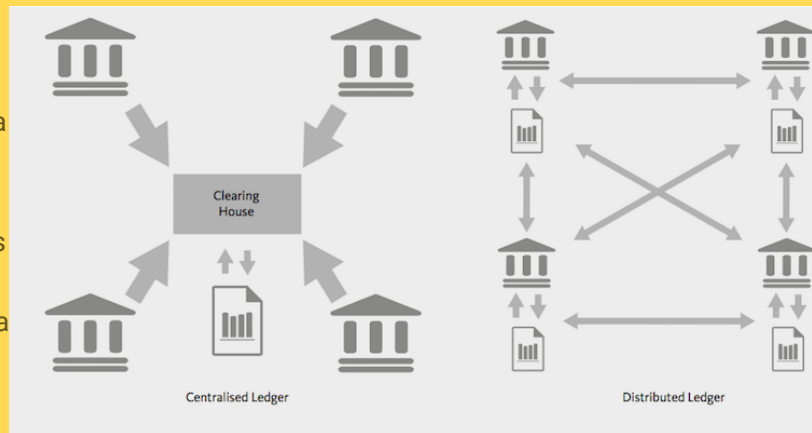 a
s
a
Clearing
House
Centralised Ledger
Distributed Ledger